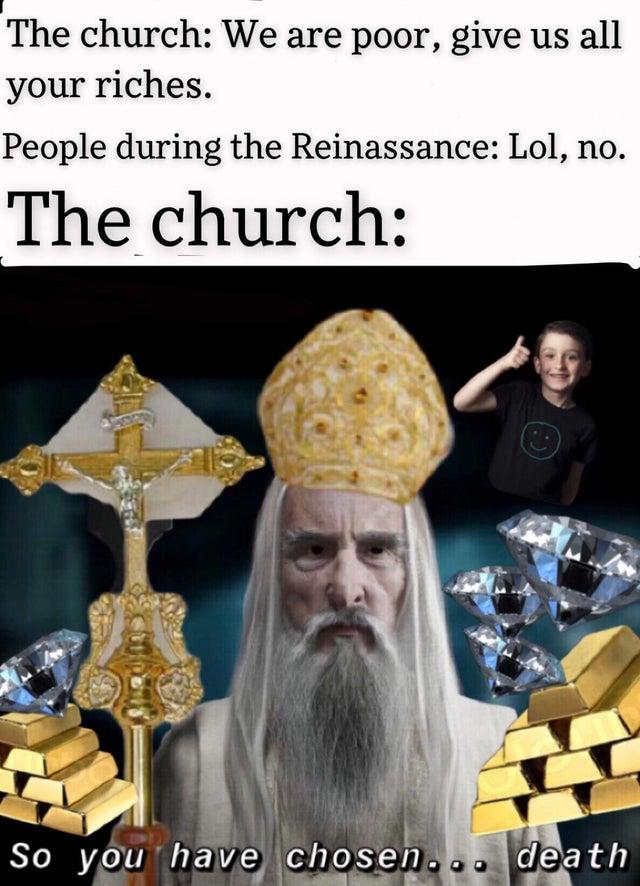 The church: We are poor, give us all
your riches.
People during the Reinassance: Lol, no.
The church:
So you have chosen... death